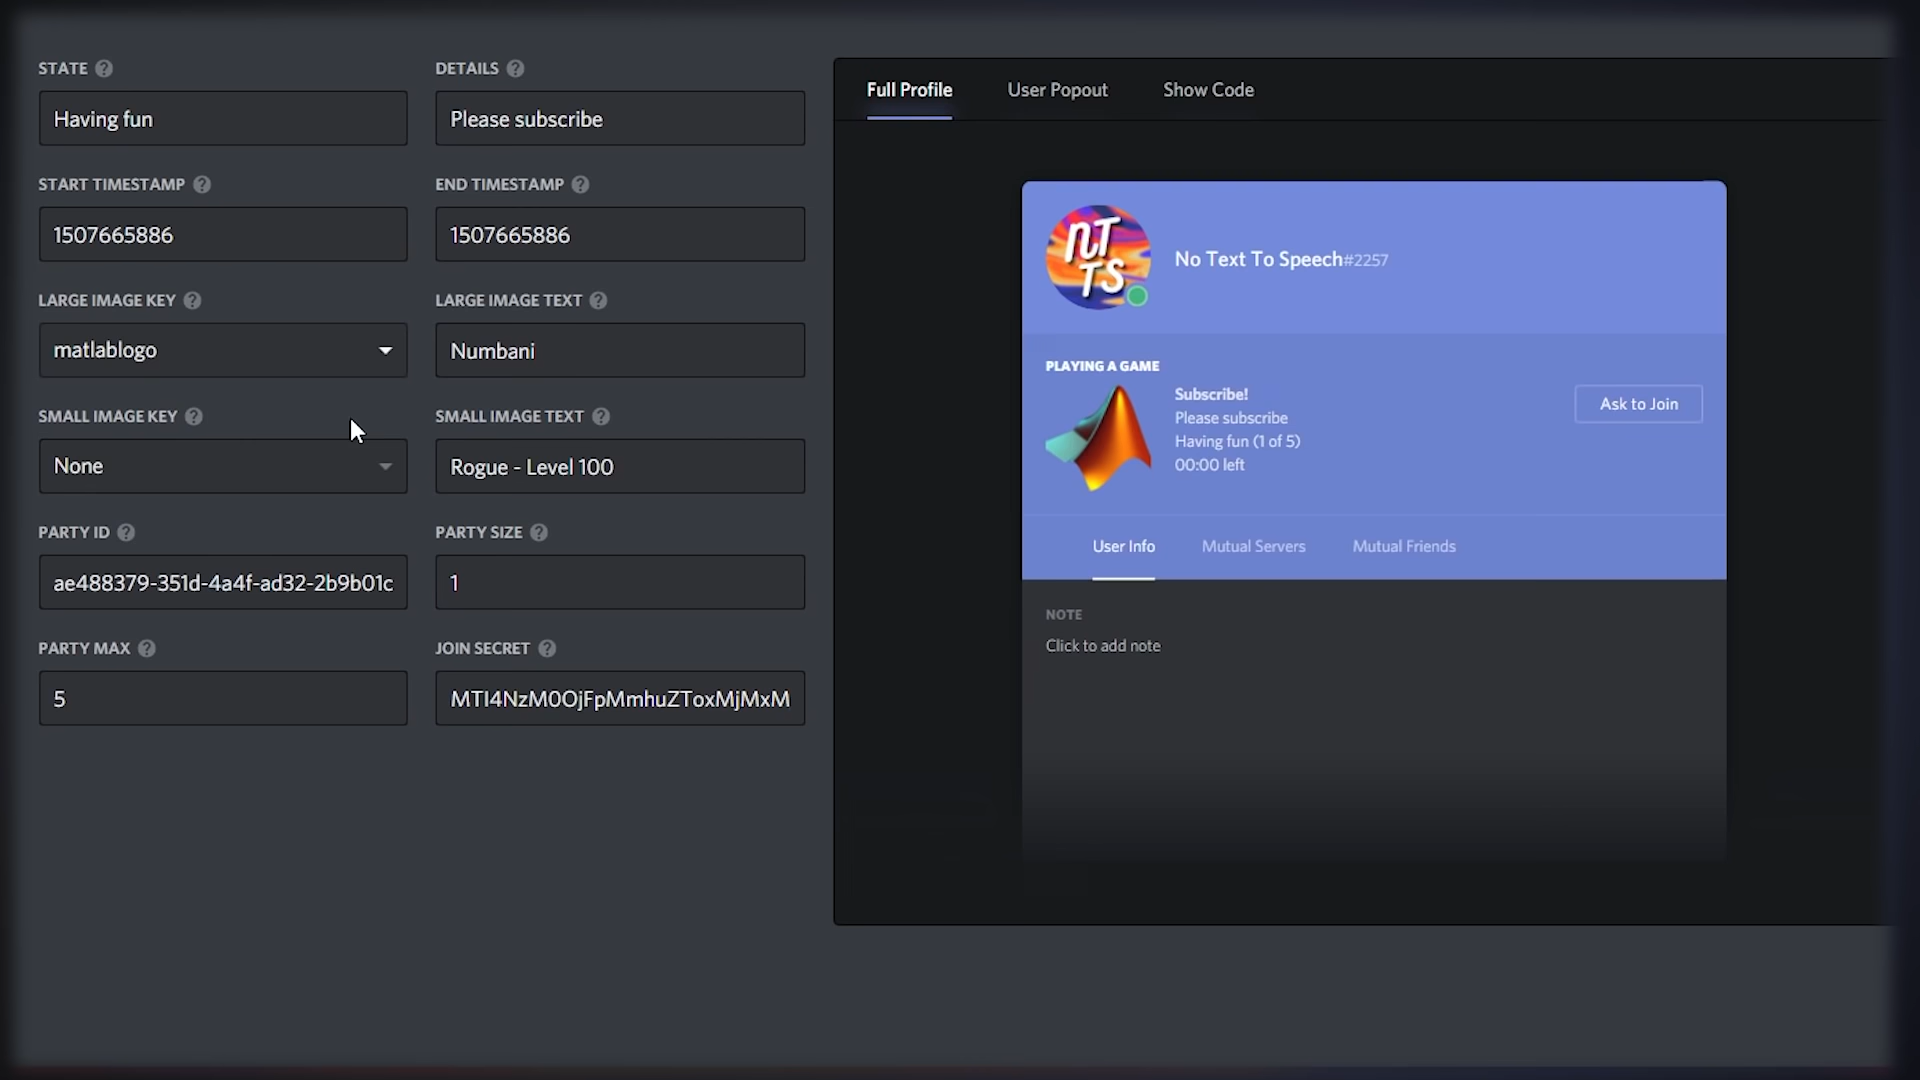 STATE
Having fun
DETAILS
Please subscribe
START TIMESTAMP
1507665886
END TIMESTAMP
1507665886
LARGE IMAGE KEY
matlablogo
LARGE IMAGE TEXT
Numbani
SMALL IMAGE KEY
None
SMALL IMAGE TEXT
Rogue - Level 100
PARTY ID
ae488379-351d-4a4f-ad32-2b9b01c
PARTY SIZE
1
PARTY MAX
5
JOIN SECRET
MTI4NzM0OjFpMmhuZToxMjMxM
Full Profile
User Popout
Show Code
NT
TS
No Text To Speech#2257
PLAYING A GAME
Subscribe!
Please subscribe
Having fun (1 of 5)
00:00 left
Ask to Join
User Info
Mutual Servers
Mutual Friends
NOTE
Click to add note